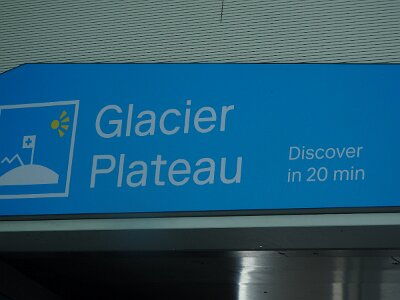 Glacier
Plateau
Discover
in 20 min